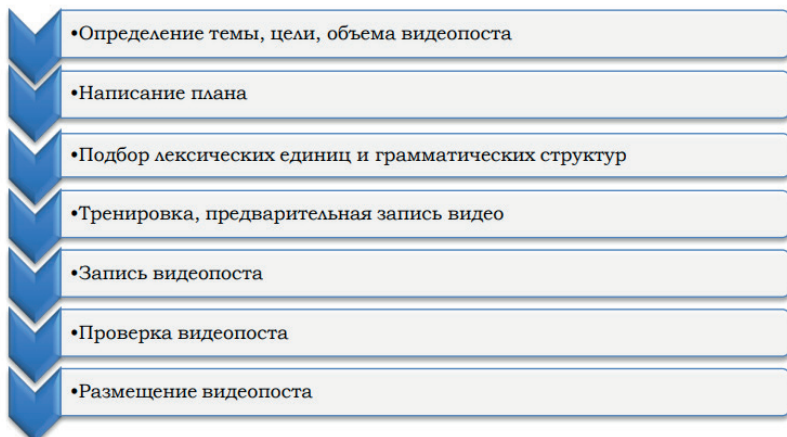 •Определение темы, цели, объема видеопоста
•Написание плана
•Подбор лексических единиц и грамматических структур
•Тренировка, предварительная запись видео
•Запись видеопоста
•Проверка видеопоста
•Размещение видеопоста